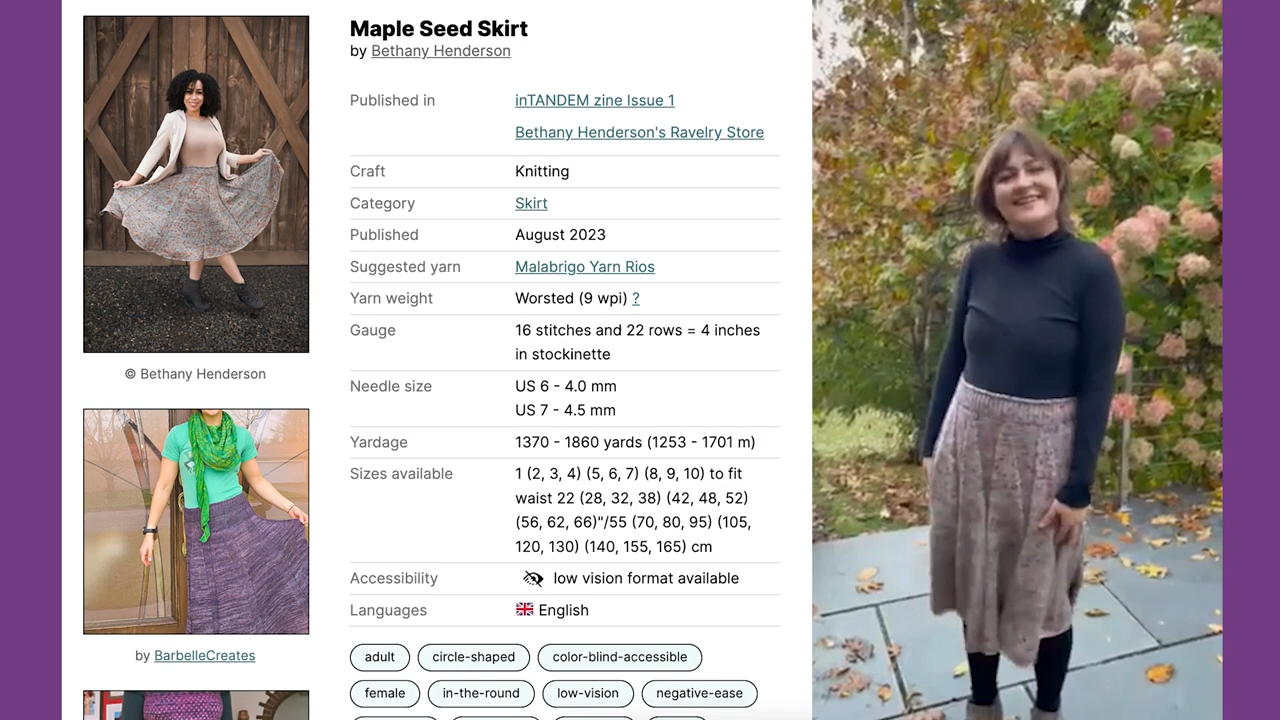 Maple Seed Skirt
by Bethany Henderson
Published in inTANDEM zine Issue 1
Bethany Henderson's Ravelry Store
Craft Knitting
Category Skirt
Published August 2023
Suggested yarn Malabrigo Yarn Rios
Yarn weight Worsted (9 wpi) ?
Gauge 16 stitches and 22 rows = 4 inches
in stockinette
Needle size US 6 - 4.0 mm
US 7 - 4.5 mm
Yardage 1370 - 1860 yards (1253 - 1701 m)
Sizes available 1 (2, 3, 4) (5, 6, 7) (8, 9, 10) to fit
waist 22 (28, 32, 38) (42, 48, 52)
(56, 62, 66)"/55 (70, 80, 95) (105,
120, 130) (140, 155, 165) cm
Accessibility low vision format available
Languages English
adult circle-shaped color-blind-accessible
female in-the-round low-vision negative-ease
© Bethany Henderson
by BarbelleCreates